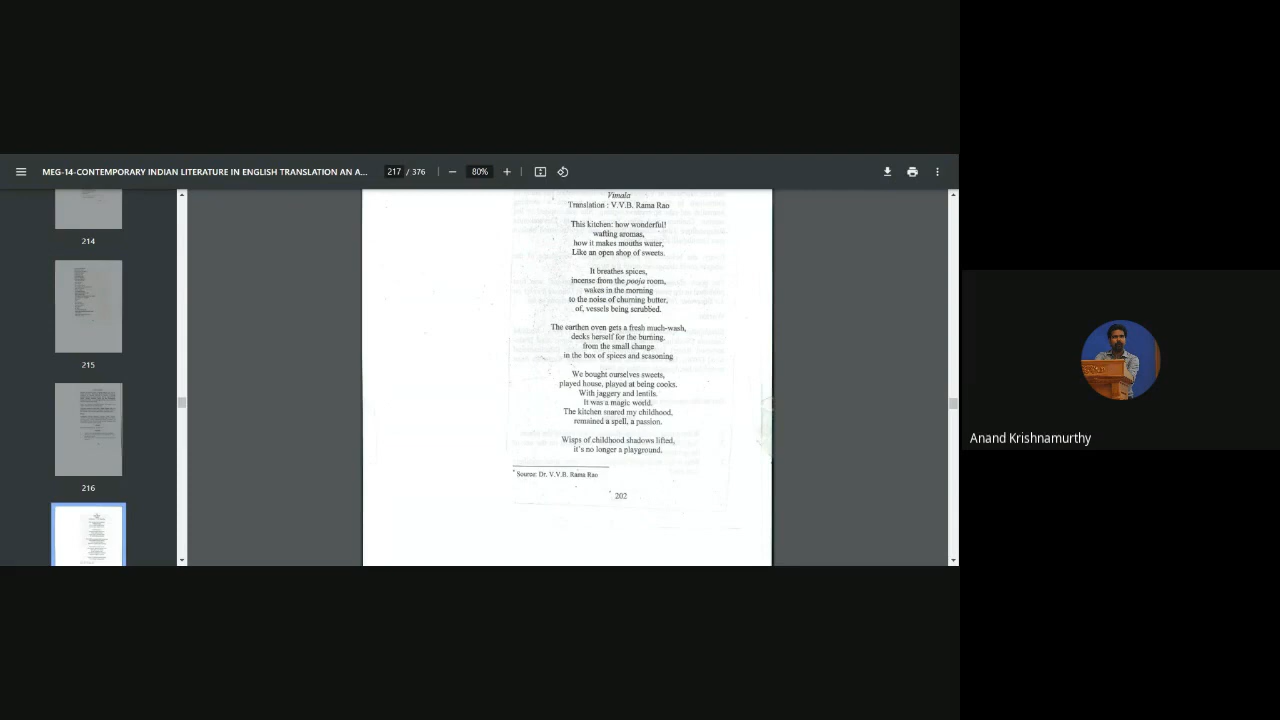 MEG-14-CONTEMPORARY INDIAN LITERATURE IN ENGLISH TRANSLATION AN A...
217 / 376
80%
214
215
216
Vimala
Translation : V.V.B. Rama Rao
This kitchen: how wonderful!
wafting aromas,
how it makes mouths water,
Like an open shop of sweets.
It breathes spices,
incense from the pooja room,
wakes in the morning
to the noise of churning butter,
of, vessels being scrubbed.
The earthen oven gets a fresh much-wash,
decks herself for the burning.
from the small change
in the box of spices and seasoning
We bought ourselves sweets,
played house, played at being cooks.
With jaggery and lentils.
It was a magic world.
The kitchen snared my childhood,
remained a spell, a passion.
Wisps of childhood shadows lifted,
it's no longer a playground.
* Source: Dr. V.V.B. Rama Rao
202
Anand Krishnamurthy